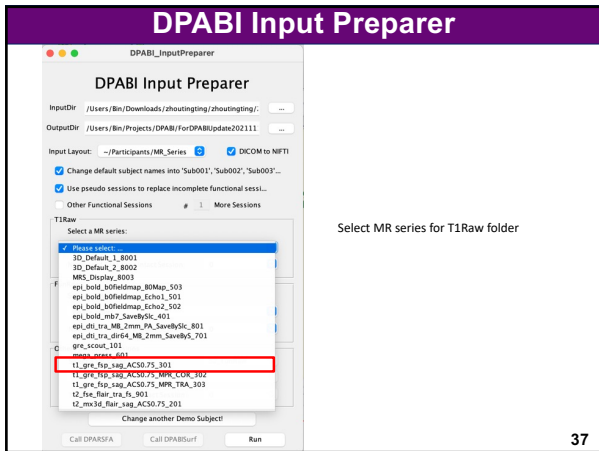 DPABI Input Preparer
DPABI_InputPreparer
DPABI Input Preparer
InputDir /Users/Bin/Downloads/zhoutingting/zhoutingting/. ...
OutputDir /Users/Bin/Projects/DPABI/ForDPABIUpdate202111 ...
Input Layout: ~/Participants/MR_Series DICOM to NIFTI
Change default subject names into 'Sub001', 'Sub002', 'Sub003'...
Use pseudo sessions to replace incomplete functional sessi...
Other Functional Sessions # 1 More Sessions
T1Raw
Select a MR series:
Please select: ...
3D_Default_1_8001
3D_Default_2_8002
MRS_Display_8003
F
epi_bold_b0fieldmap_B0Map_503
epi_bold_b0fieldmap_Echo1_501
epi_bold_b0fieldmap_Echo2_502
epi_bold_mb7_SaveBySlc_401
epi_dti_tra_MB_2mm_PA_SaveBySlc_801
epi_dti_tra_dir64_MB_2mm_SaveByS_701
gre_scout_101
O
mega_press_601
t1_gre_fsp_sag_ACS0.75_301
t1_gre_fsp_sag_ACS0.75_MPR_COR_302
t1_gre_fsp_sag_ACS0.75_MPR_TRA_303
t2_fse_flair_tra_fs_901
t2_mx3d_flair_sag_ACS0.75_201
Change another Demo Subject!
Call DPARSFA Call DPABISurf Run
Select MR series for T1Raw folder
37